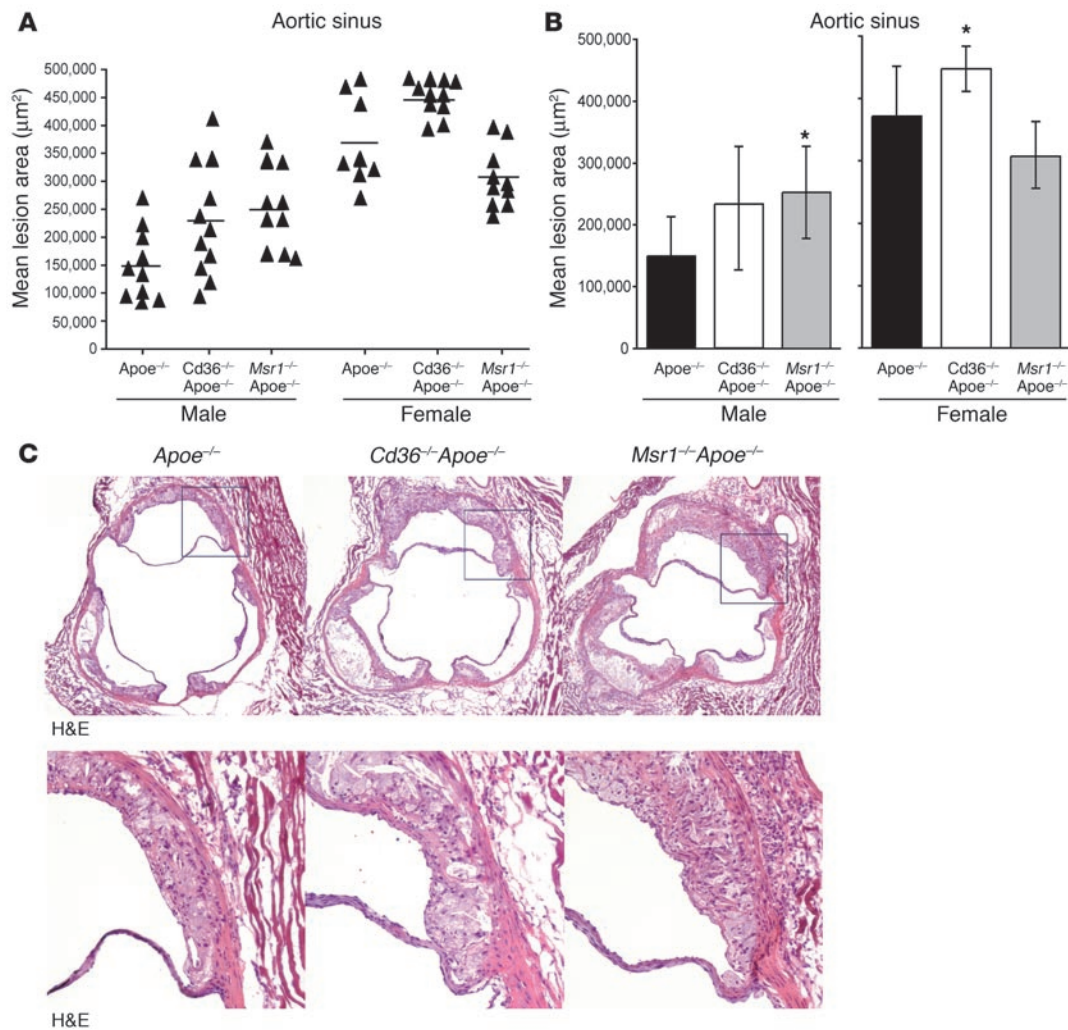 A
Aortic sinus
Mean lesion area (μm²)
500,000
450,000
400,000
350,000
300,000
250,000
200,000
150,000
100,000
50,000
0
Apoe⁻/⁻
Cd36⁻/⁻
Apoe⁻/⁻
Msr1⁻/⁻
Apoe⁻/⁻
Apoe⁻/⁻
Cd36⁻/⁻
Apoe⁻/⁻
Msr1⁻/⁻
Apoe⁻/⁻
Male
Female
B
Aortic sinus
Mean lesion area (μm²)
500,000
400,000
300,000
200,000
100,000
0
*
*
Apoe⁻/⁻
Cd36⁻/⁻
Apoe⁻/⁻
Msr1⁻/⁻
Apoe⁻/⁻
Apoe⁻/⁻
Cd36⁻/⁻
Apoe⁻/⁻
Msr1⁻/⁻
Apoe⁻/⁻
Male
Female
C
Apoe⁻/⁻
Cd36⁻/⁻Apoe⁻/⁻
Msr1⁻/⁻Apoe⁻/⁻
H&E
H&E